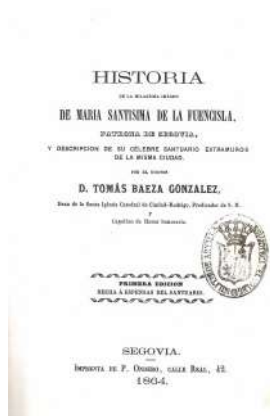 HISTORIA
DE LA MILAGROSA IMAGEN
DE MARIA SANTISIMA DE LA FUENCISLA,
PATRONA DE SEGOVIA,
Y DESCRIPCION DE SU CELEBRE SANTUARIO EXTRAMUROS
DE LA MISMA CIUDAD,
POR EL DOCTOR
D. TOMÁS BAEZA GONZALEZ,
Dean de la Santa Iglesia Catedral de Ciudad-Rodrigo, Predicador de S. M.
Y
Capellan de Honor honorario.
PRIMERA EDICION
HECHA Á ESPENSAS DEL SANTUARIO.
SEGOVIA.
IMPRENTA DE P. ONDERO, CALLE REAL, 42.
1864.